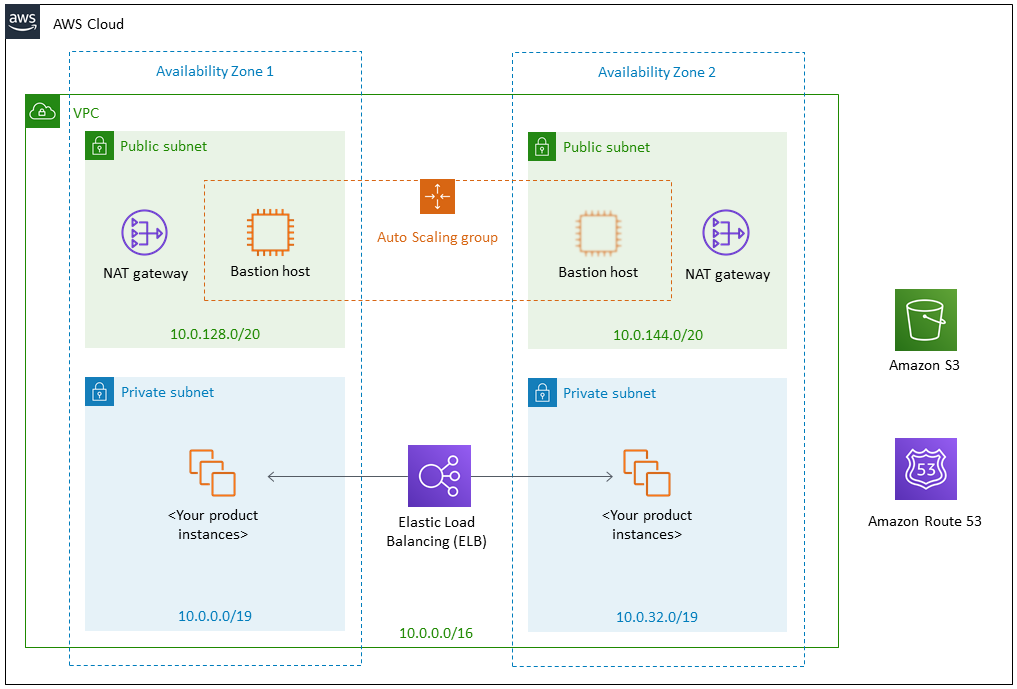 aws
AWS Cloud
Availability Zone 1
Availability Zone 2
VPC
Public subnet
Public subnet
Auto Scaling group
NAT gateway
Bastion host
Bastion host
NAT gateway
10.0.128.0/20
10.0.144.0/20
Amazon S3
Private subnet
Private subnet
<Your product
instances>
Elastic Load
Balancing (ELB)
<Your product
instances>
53
Amazon Route 53
10.0.0.0/19
10.0.32.0/19
10.0.0.0/16